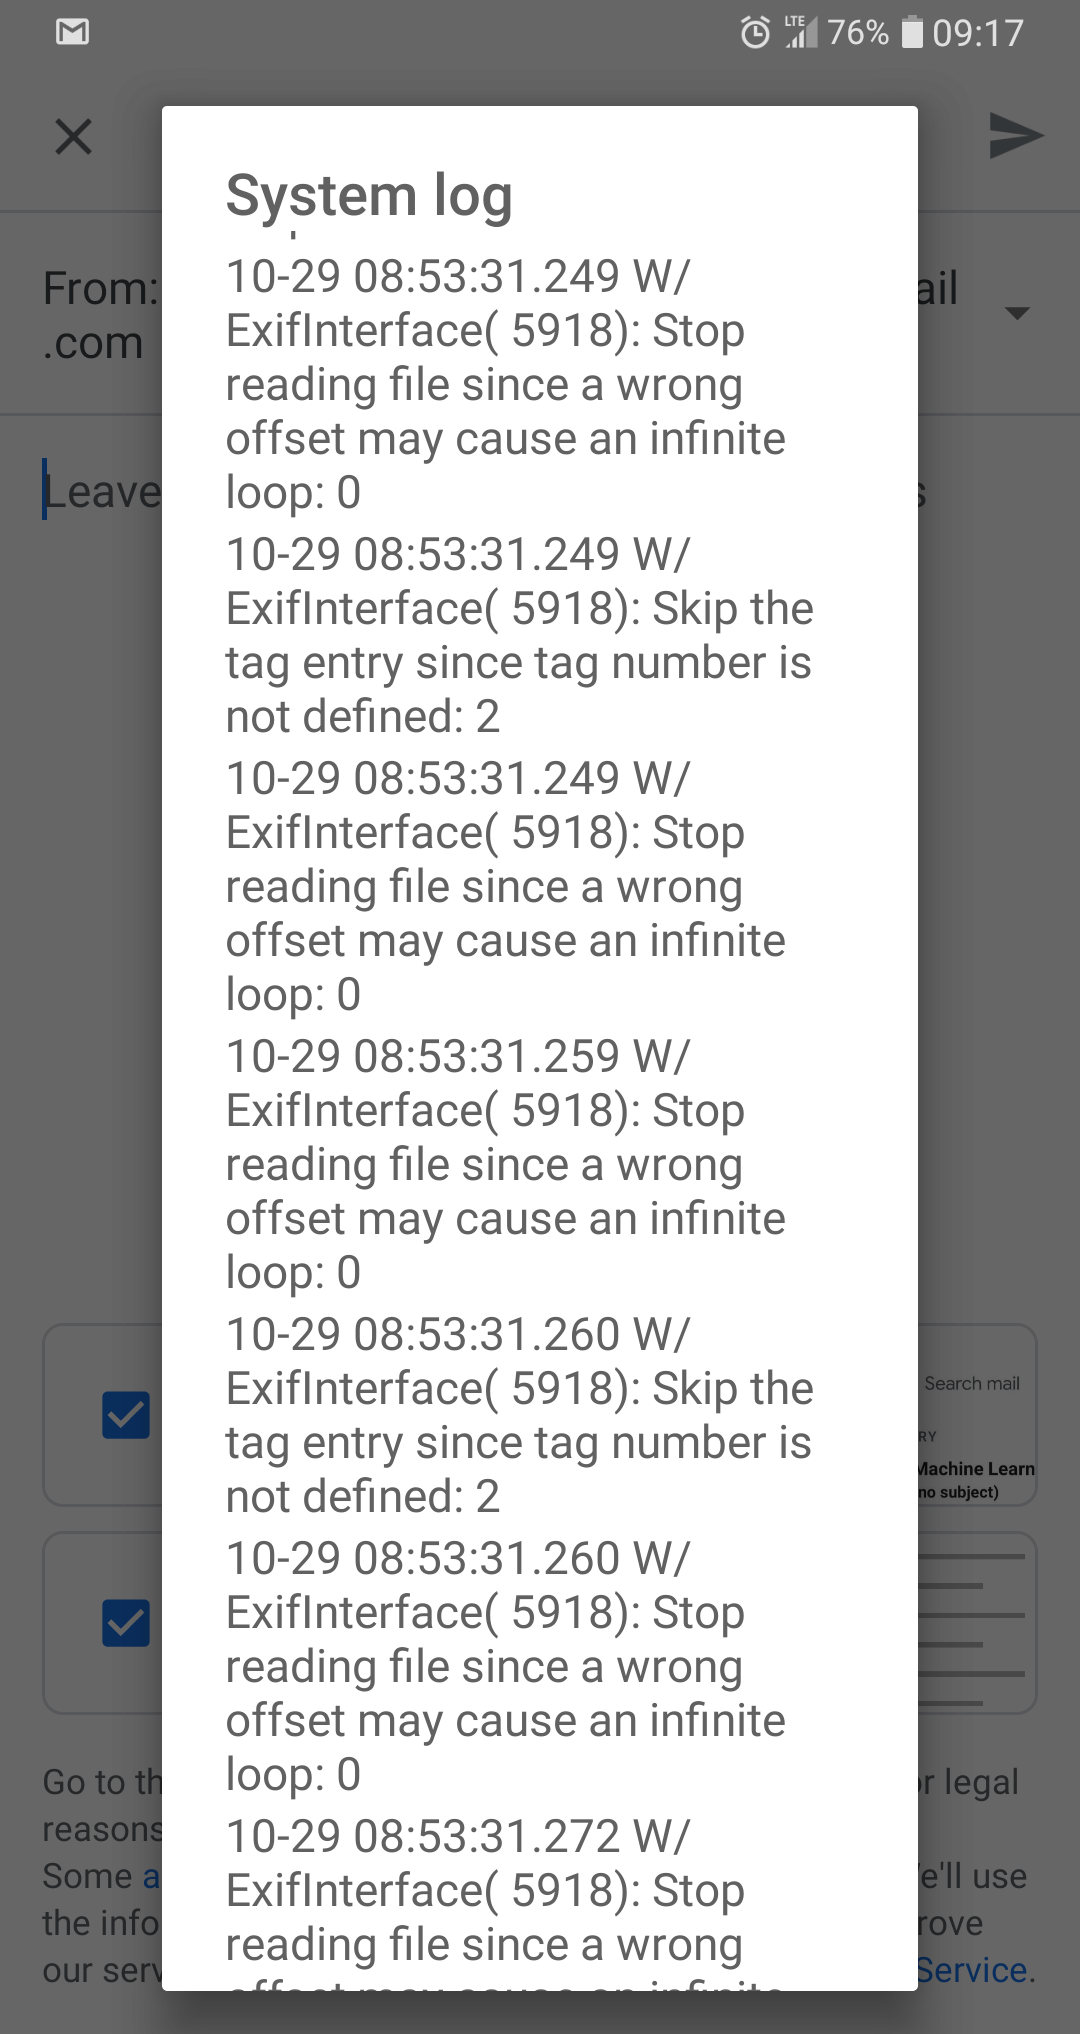 LTE 76% 09:17
System log
10-29 08:53:31.249 W/
ExifInterface( 5918): Stop
reading file since a wrong
offset may cause an infinite
loop: 0
10-29 08:53:31.249 W/
ExifInterface( 5918): Skip the
tag entry since tag number is
not defined: 2
10-29 08:53:31.249 W/
ExifInterface( 5918): Stop
reading file since a wrong
offset may cause an infinite
loop: 0
10-29 08:53:31.259 W/
ExifInterface( 5918): Stop
reading file since a wrong
offset may cause an infinite
loop: 0
10-29 08:53:31.260 W/
ExifInterface( 5918): Skip the
tag entry since tag number is
not defined: 2
10-29 08:53:31.260 W/
ExifInterface( 5918): Stop
reading file since a wrong
offset may cause an infinite
loop: 0
10-29 08:53:31.272 W/
ExifInterface( 5918): Stop
reading file since a wrong
offset may cause an infinite
From: ail
.com
Leave
Search mail
RY
Machine Learn
no subject)
Go to th or legal
reasons
Some a We'll use
the info rove
our serv Service.